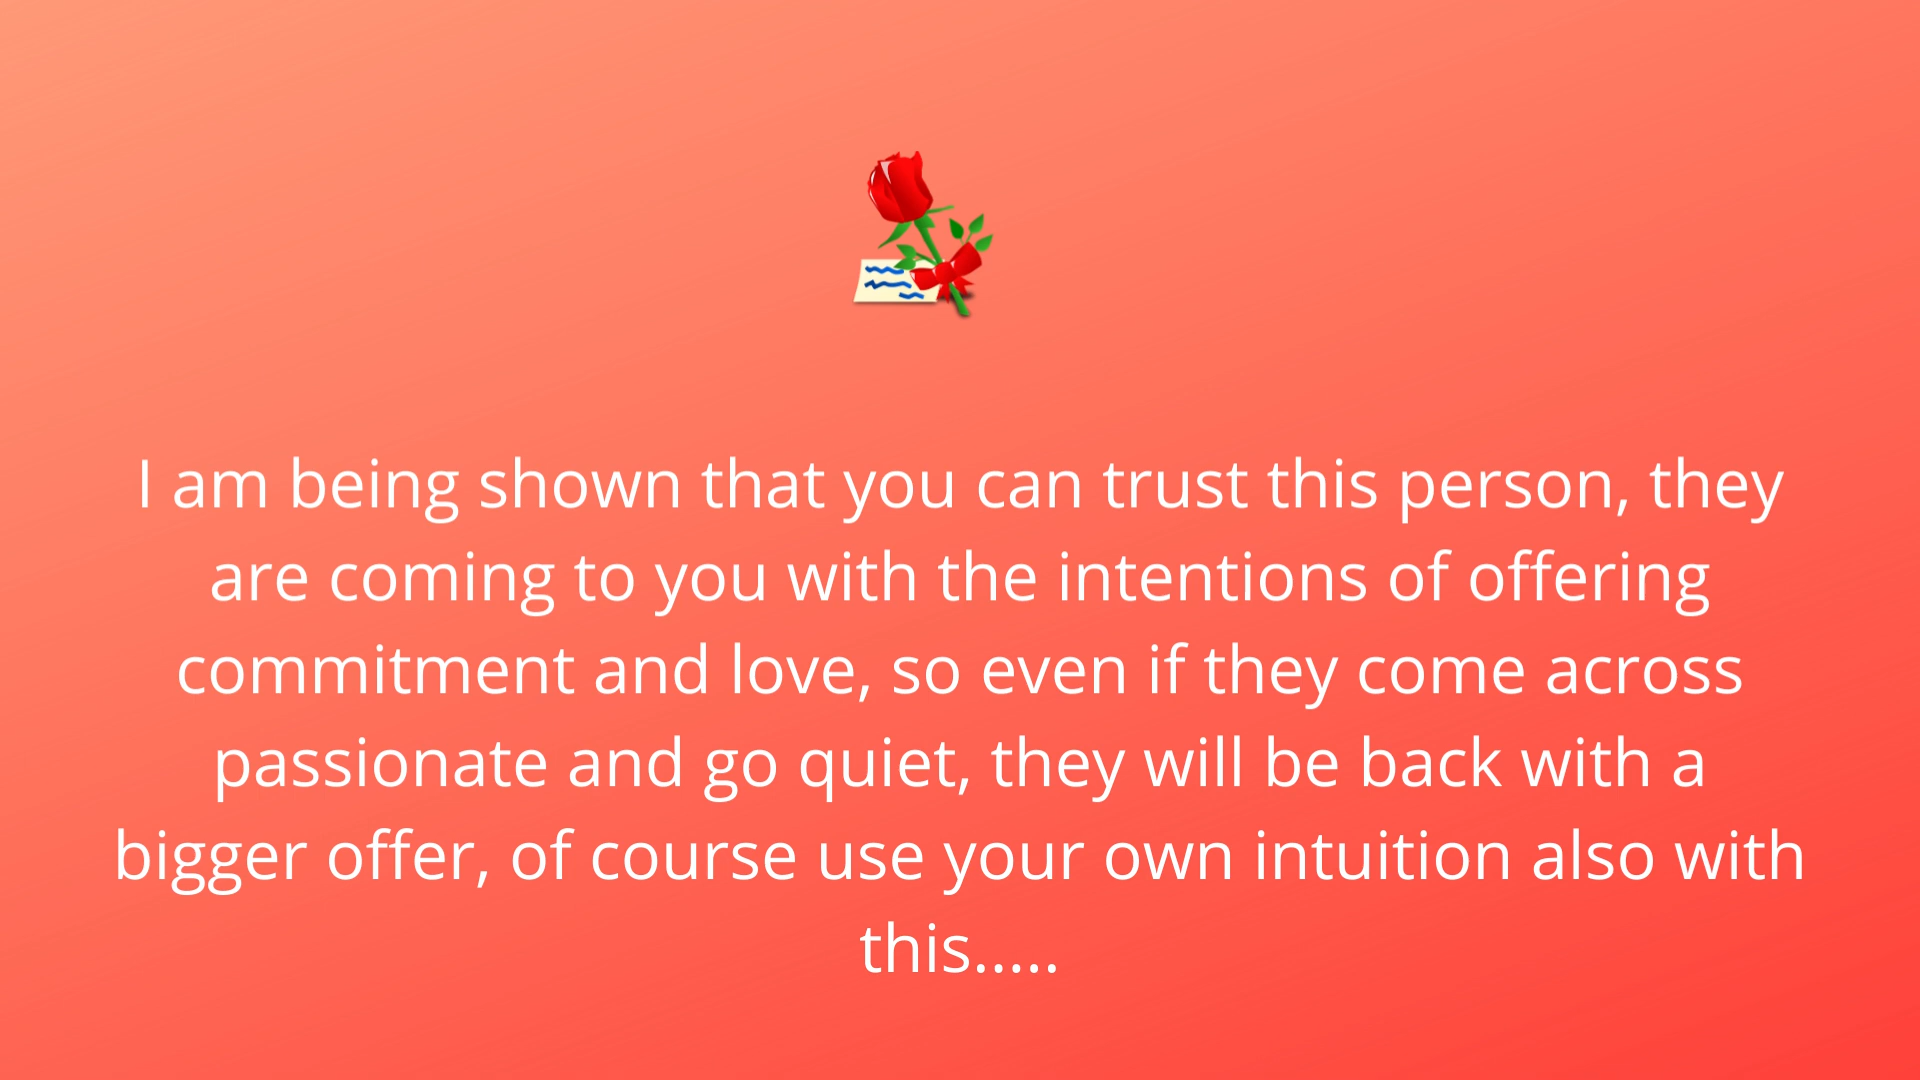 I am being shown that you can trust this person, they
are coming to you with the intentions of offering
commitment and love, so even if they come across
passionate and go quiet, they will be back with a
bigger offer, of course use your own intuition also with
this.....